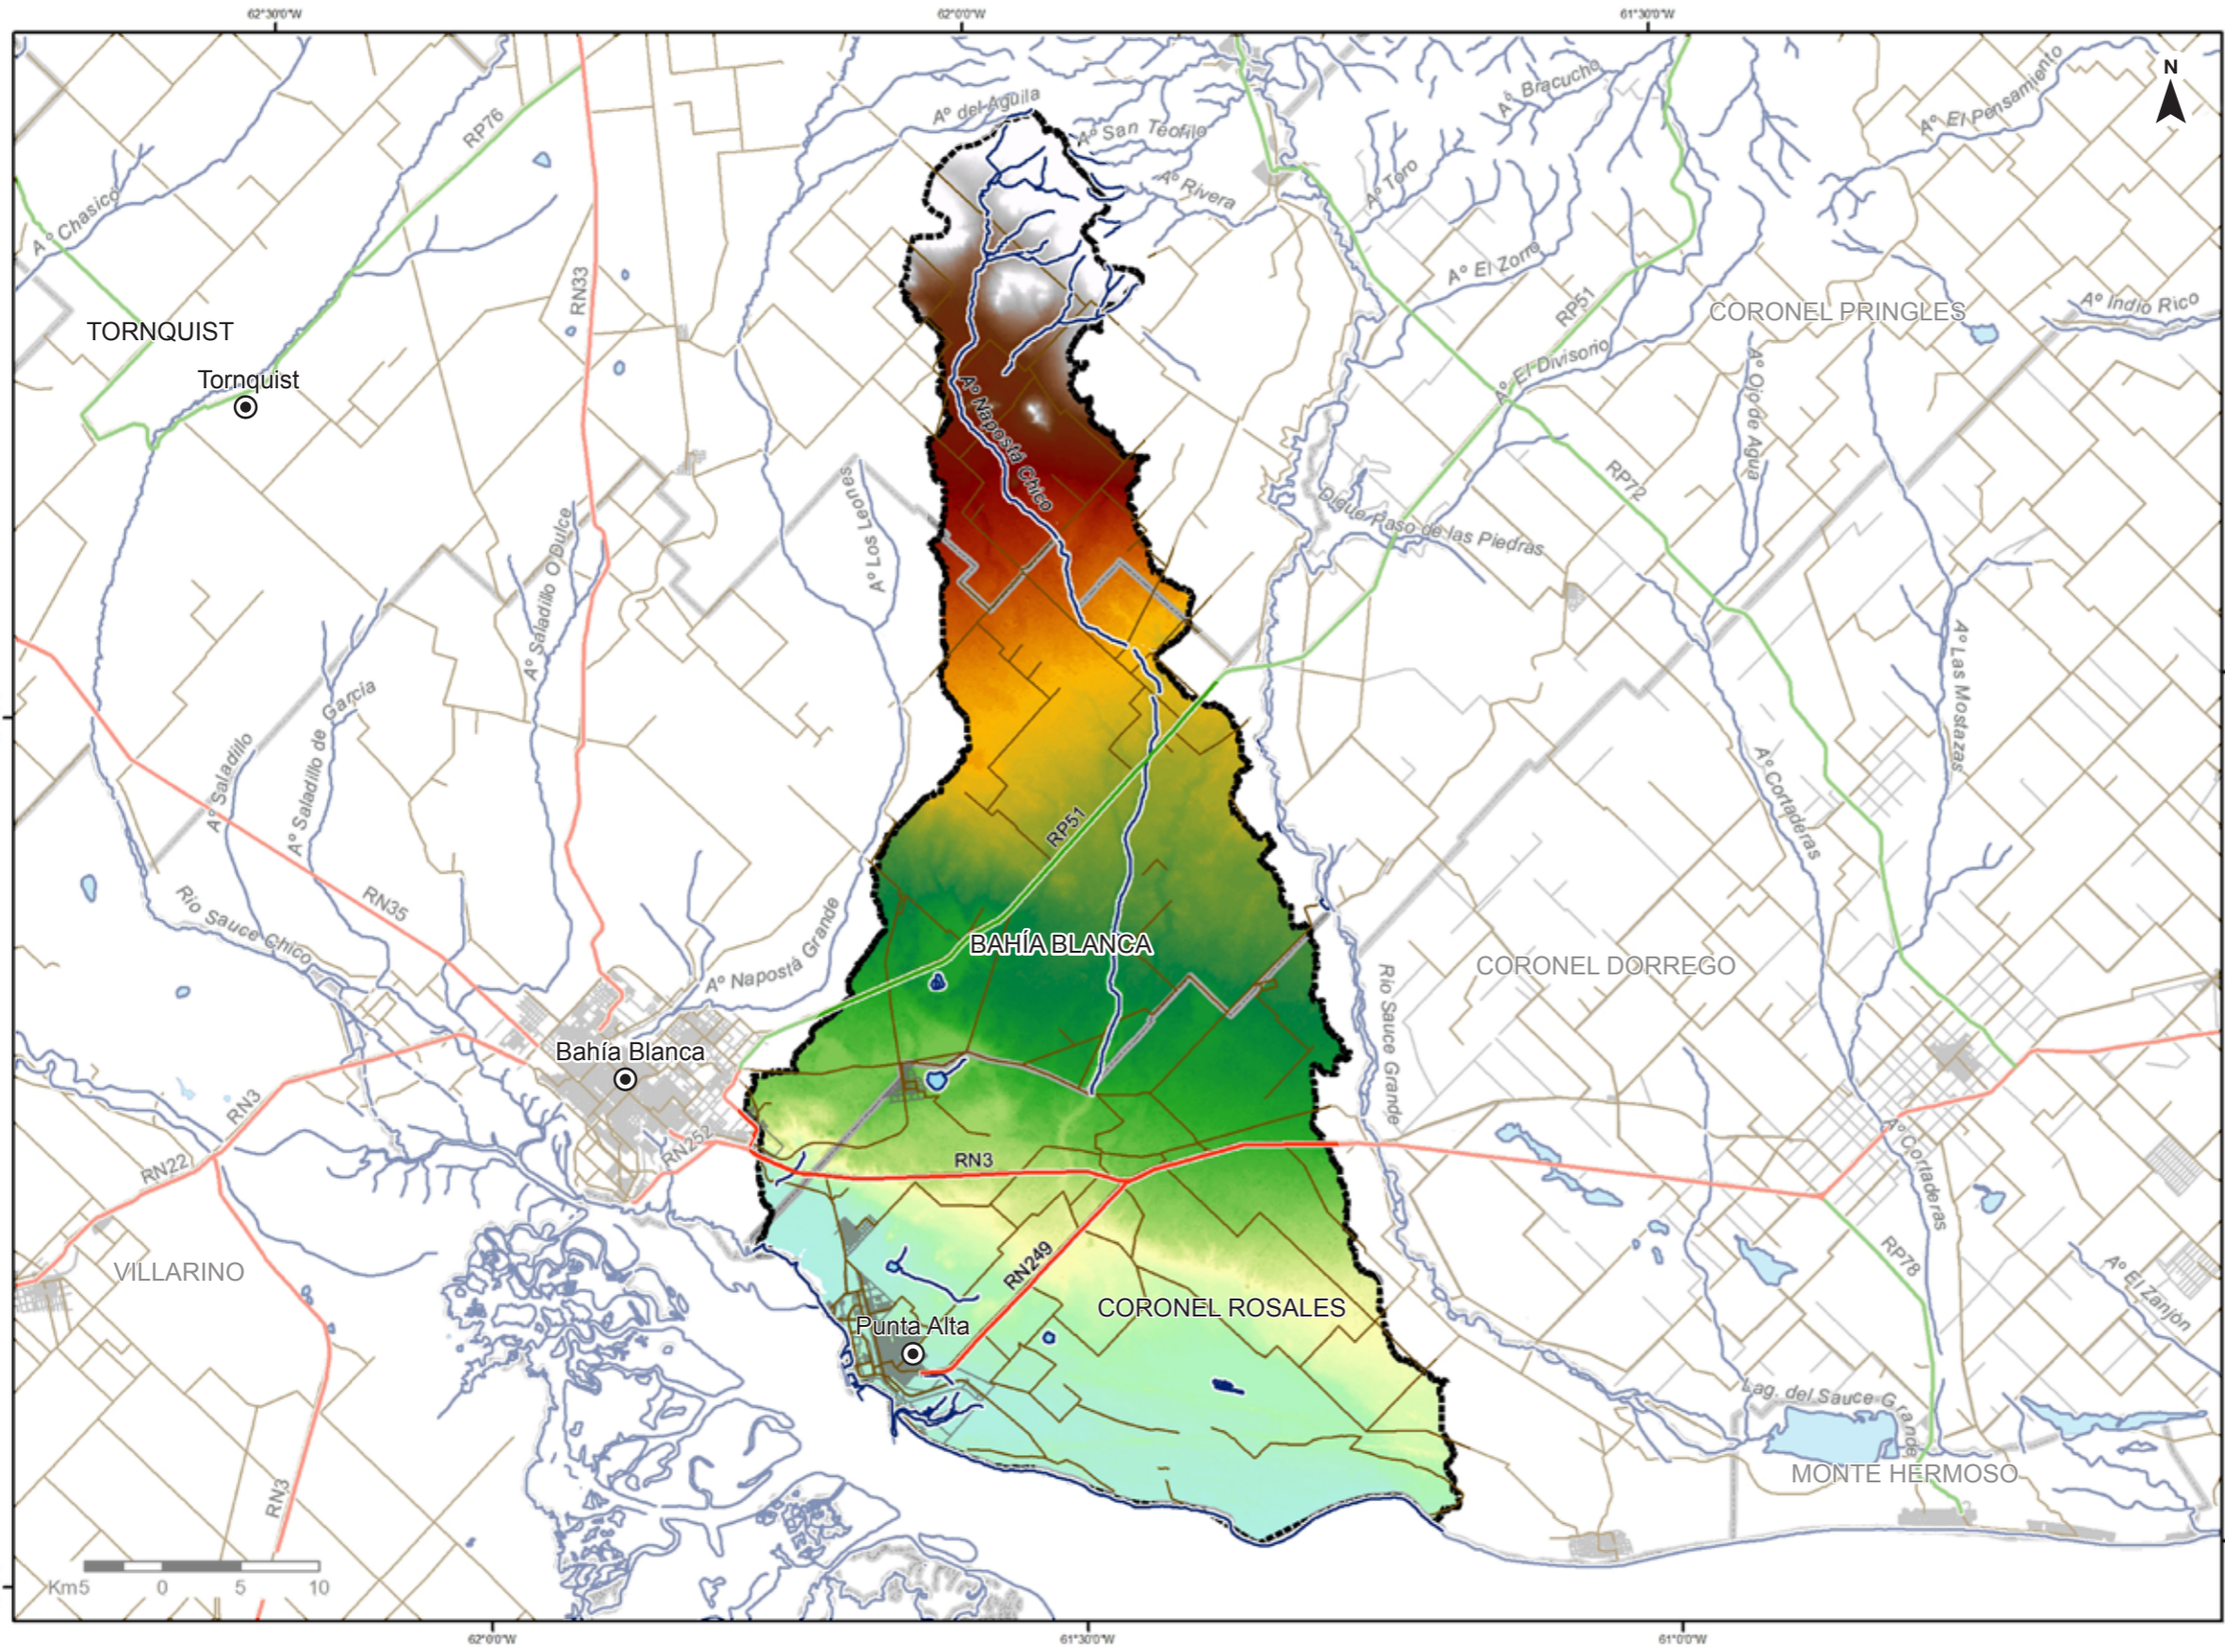 62°30'0"W
62°0'0"W
61°30'0"W
N
RP76
Aº del Aguila
Aº San Teófilo
Aº Bracucho
Aº El Pensamiento
Aº Chasicó
Aº Rivera
Aº Toro
RN33
Aº El Zorro
RP51
CORONEL PRINGLES
Aº Indio Rico
TORNQUIST
Tornquist
Aº El Divisorio
Aº Ojo de Agua
Aº Napostá Chico
RP72
Aº Los Leones
Dique Paso de las Piedras
Aº Saladillo O Dulce
Aº Las Mostazas
Aº Saladillo de García
Aº Saladillo
Aº Cortaderas
RP51
RN35
Río Sauce Chico
Aº Napostá Grande
BAHÍA BLANCA
CORONEL DORREGO
Río Sauce Grande
Bahía Blanca
RN3
RN252
RN22
RN3
Aº Cortaderas
VILLARINO
RN249
RP78
Aº El Zanjón
CORONEL ROSALES
Punta Alta
Lag. del Sauce Grande
MONTE HERMOSO
RN3
Km5 0 5 10
62°0'0"W
61°30'0"W
61°0'0"W